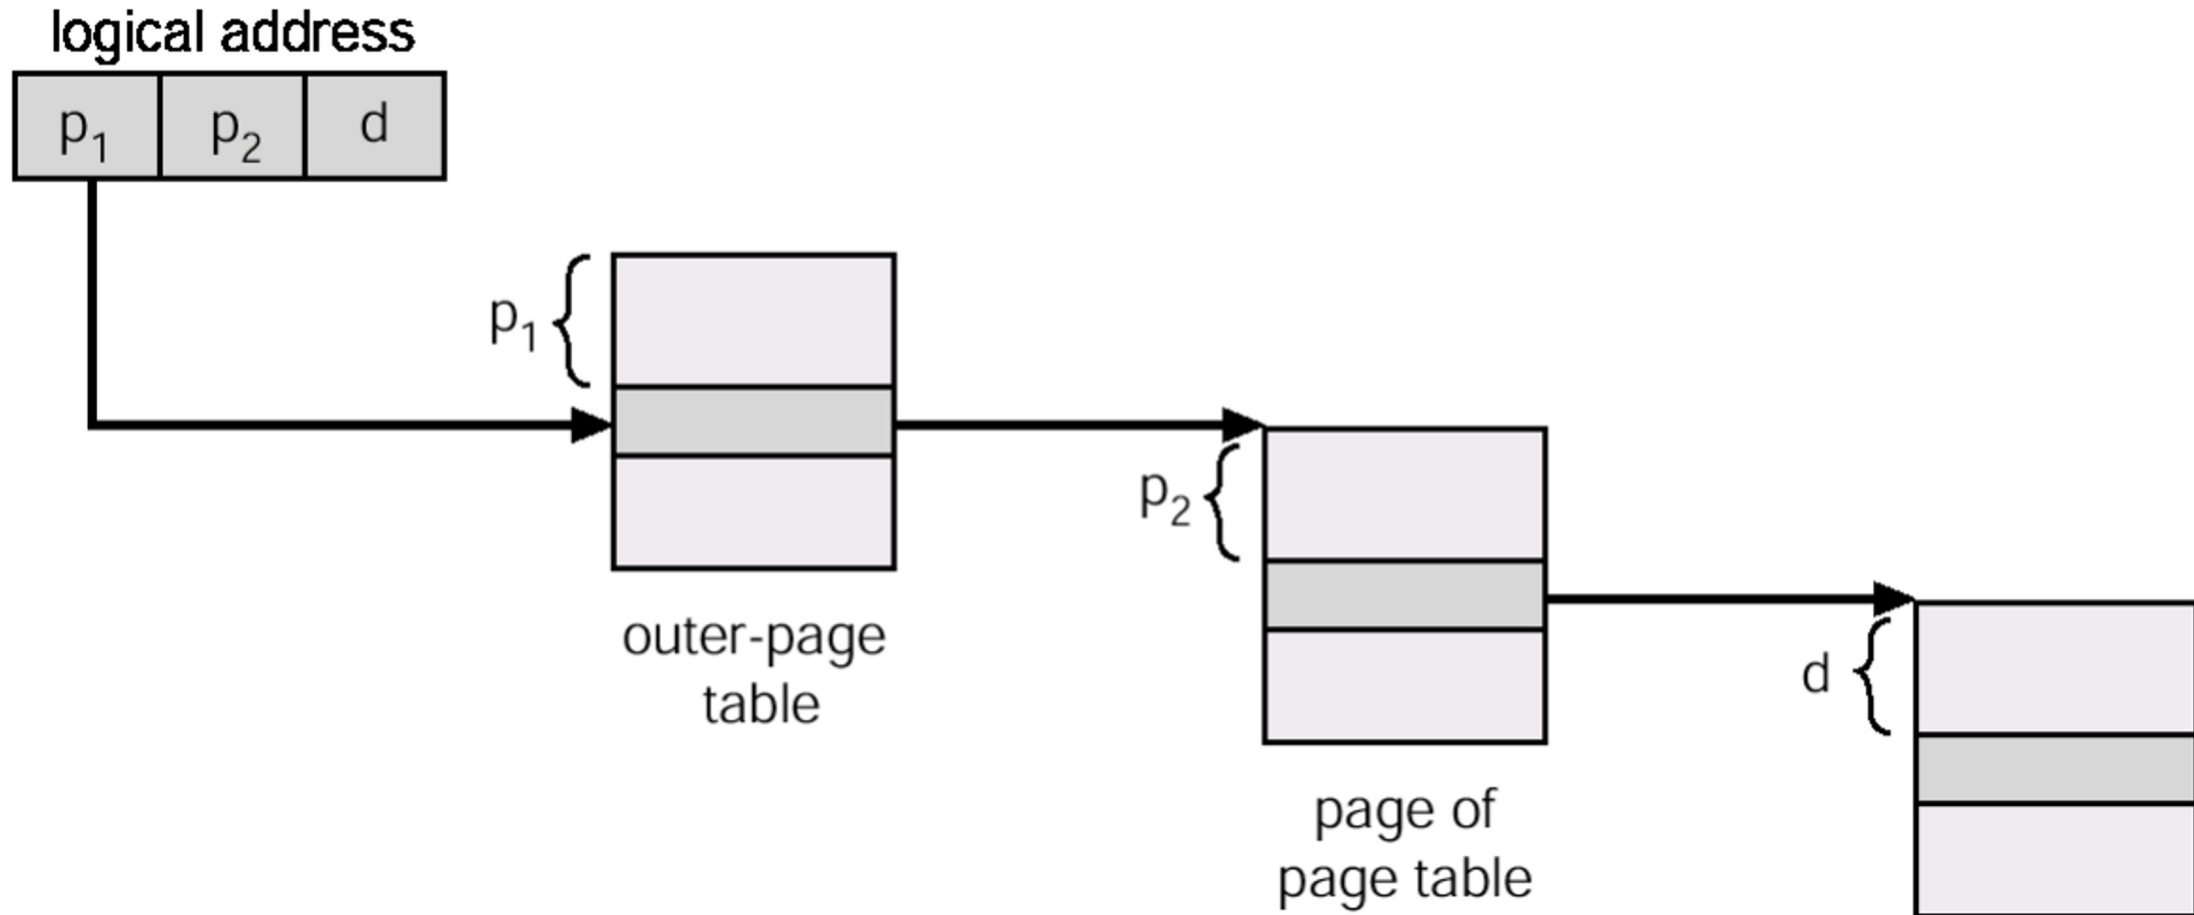 logical address
p₁ p₂ d
p₁
outer-page
table
p₂
page of
page table
d